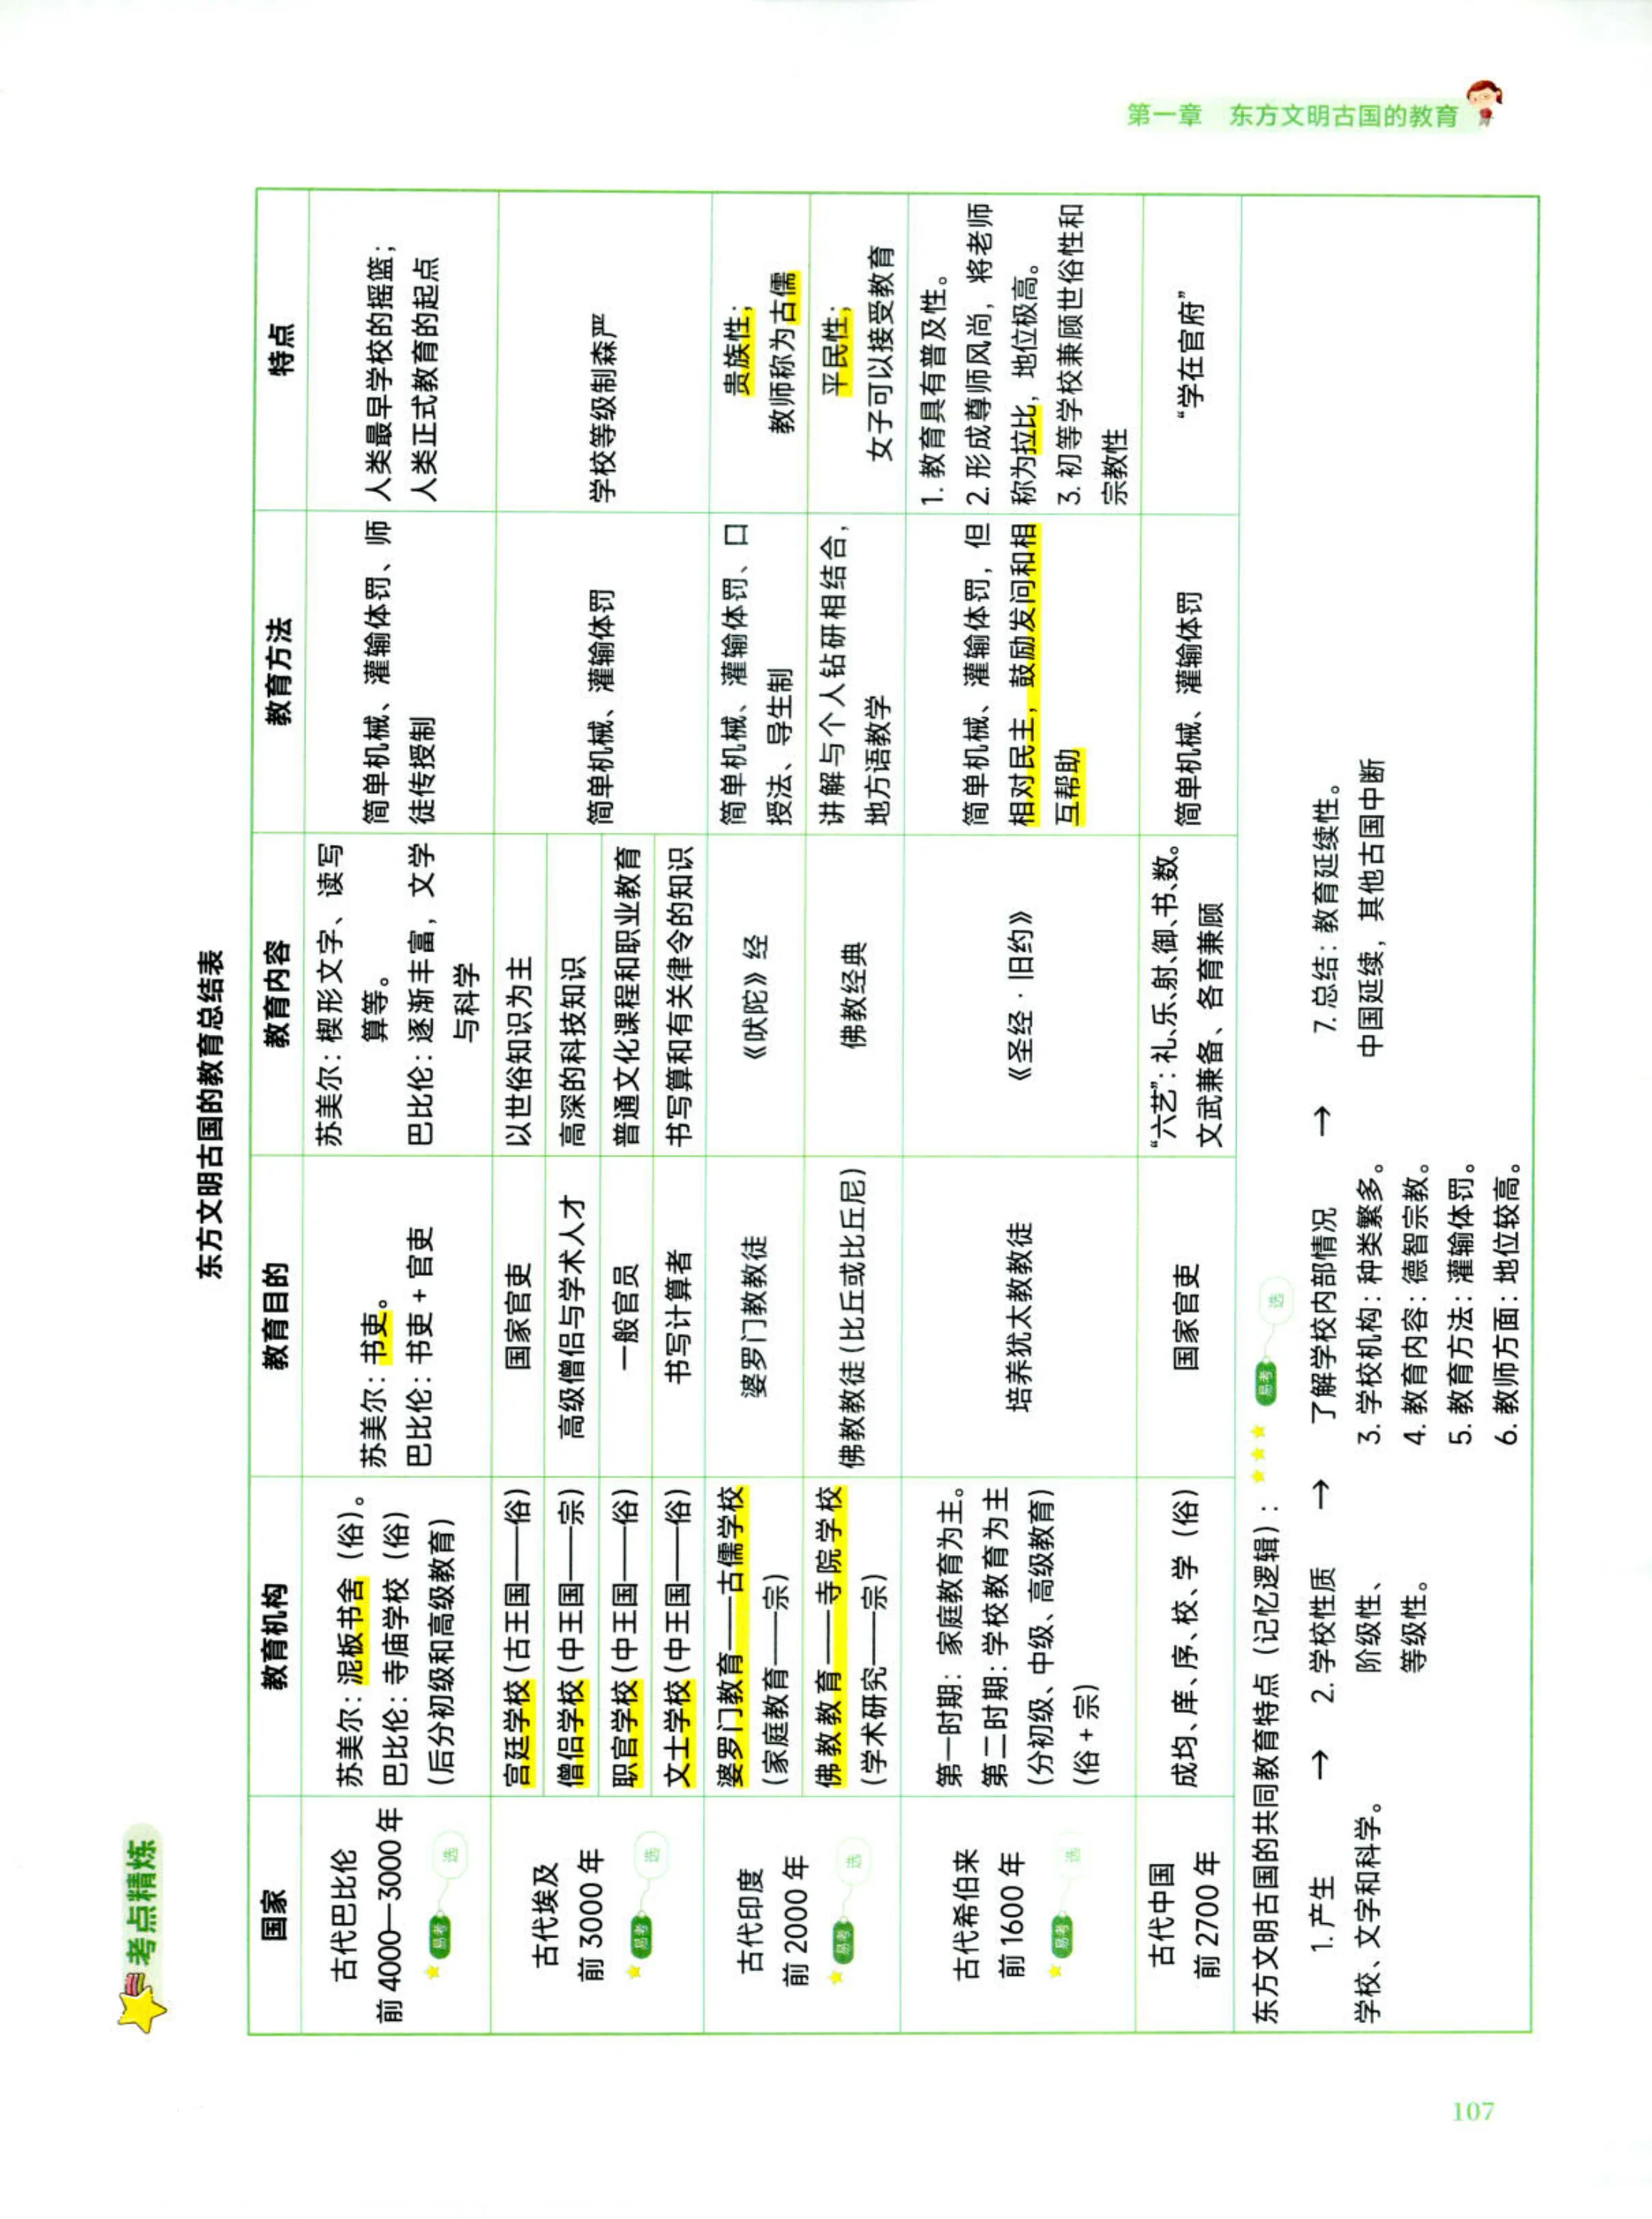 第一章 东方文明古国的教育
考点精炼
东方文明古国的教育总结表
国家
教育机构
教育目的
教育内容
教育方法
特点
古代巴比伦
前4000—3000年
易考
选
苏美尔：泥板书舍（俗）。
巴比伦：寺庙学校（俗）
（后分初级和高级教育）
苏美尔：书吏。
巴比伦：书吏+官吏
苏美尔：楔形文字、读写
算等。
巴比伦：逐渐丰富，文学
与科学
简单机械、灌输体罚、师
徒传授制
人类最早学校的摇篮；
人类正式教育的起点
古代埃及
前3000年
易考
选
宫廷学校（古王国——俗）
国家官吏
以世俗知识为主
僧侣学校（中王国——宗）
高级僧侣与学术人才
高深的科技知识
职官学校（中王国——俗）
一般官员
普通文化课程和职业教育
文士学校（中王国——俗）
书写计算者
书写算和有关律令的知识
简单机械、灌输体罚
学校等级制森严
古代印度
前2000年
易考
选
婆罗门教育——古儒学校
（家庭教育——宗）
婆罗门教教徒
《吠陀》经
简单机械、灌输体罚、口
授法、导生制
贵族性；
教师称为古儒
佛教教育——寺院学校
（学术研究——宗）
佛教教徒（比丘或比丘尼）
佛教经典
讲解与个人钻研相结合，
地方语教学
平民性；
女子可以接受教育
古代希伯来
前1600年
易考
选
第一时期：家庭教育为主。
第二时期：学校教育为主
（分初级、中级、高级教育）
（俗+宗）
培养犹太教教徒
《圣经·旧约》
简单机械、灌输体罚，但
相对民主，鼓励发问和相
互帮助
1. 教育具有普及性。
2. 形成尊师风尚，将老师
称为拉比，地位极高。
3. 初等学校兼顾世俗性和
宗教性
古代中国
前2700年
成均、庠、序、校、学（俗）
国家官吏
“六艺”：礼、乐、射、御、书、数。
文武兼备、各育兼顾
简单机械、灌输体罚
“学在官府”
东方文明古国的共同教育特点（记忆逻辑）：
易考
选
1. 产生 → 2. 学校性质 → 了解学校内部情况 → 7. 总结：教育延续性。
学校、文字和科学。 阶级性、 3. 学校机构：种类繁多。 中国延续，其他古国中断
等级性。 4. 教育内容：德智宗教。
5. 教育方法：灌输体罚。
6. 教师方面：地位较高。
107